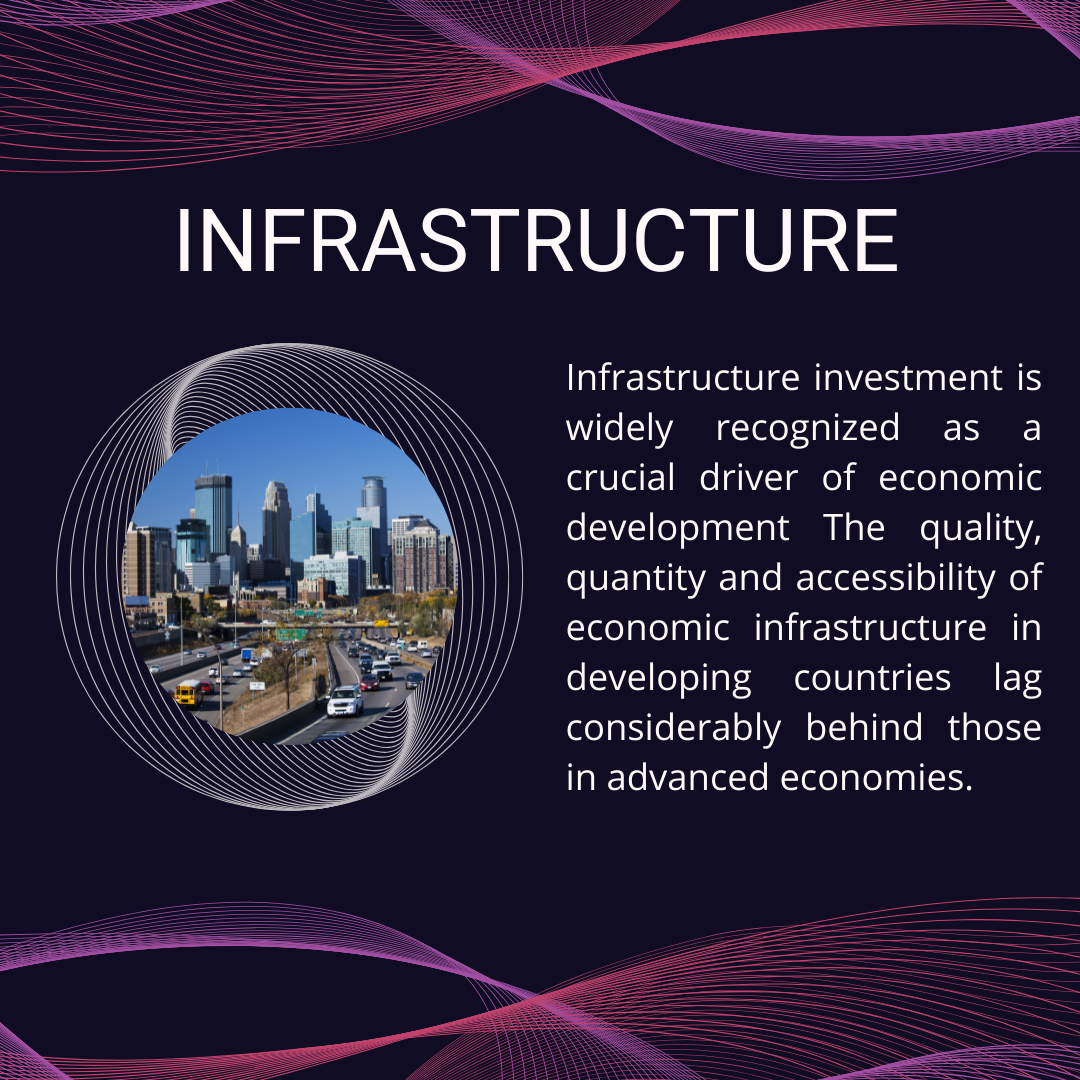 INFRASTRUCTURE
Infrastructure investment is
widely recognized as a
crucial driver of economic
development The quality,
quantity and accessibility of
economic infrastructure in
developing countries lag
considerably behind those
in advanced economies.